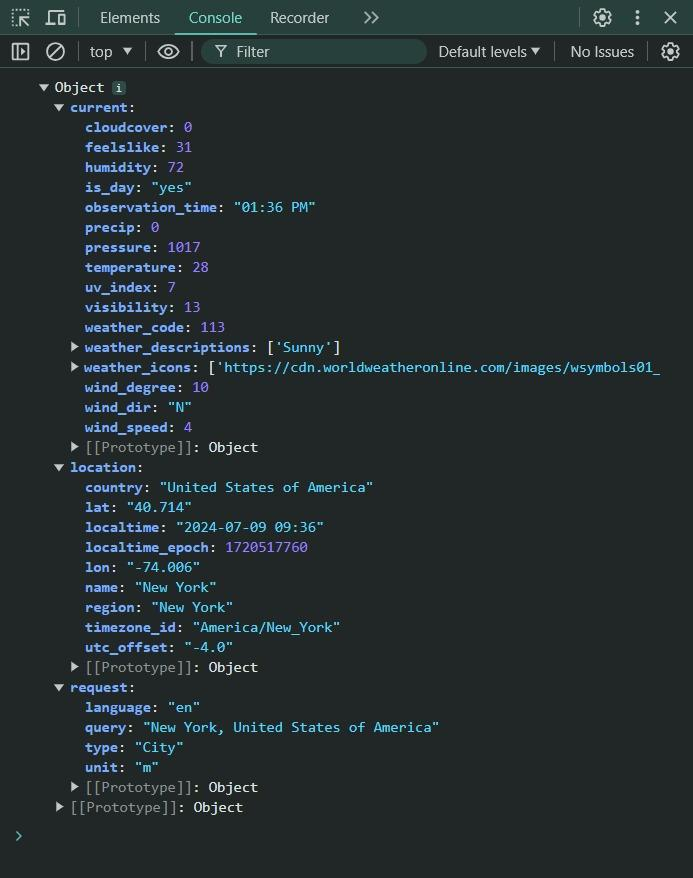 Elements Console Recorder
top Filter Default levels No Issues
Object i
current:
cloudcover: 0
feelslike: 31
humidity: 72
is_day: "yes"
observation_time: "01:36 PM"
precip: 0
pressure: 1017
temperature: 28
uv_index: 7
visibility: 13
weather_code: 113
weather_descriptions: ['Sunny']
weather_icons: ['https://cdn.worldweatheronline.com/images/wsymbols01_
wind_degree: 10
wind_dir: "N"
wind_speed: 4
[[Prototype]]: Object
location:
country: "United States of America"
lat: "40.714"
localtime: "2024-07-09 09:36"
localtime_epoch: 1720517760
lon: "-74.006"
name: "New York"
region: "New York"
timezone_id: "America/New_York"
utc_offset: "-4.0"
[[Prototype]]: Object
request:
language: "en"
query: "New York, United States of America"
type: "City"
unit: "m"
[[Prototype]]: Object
[[Prototype]]: Object